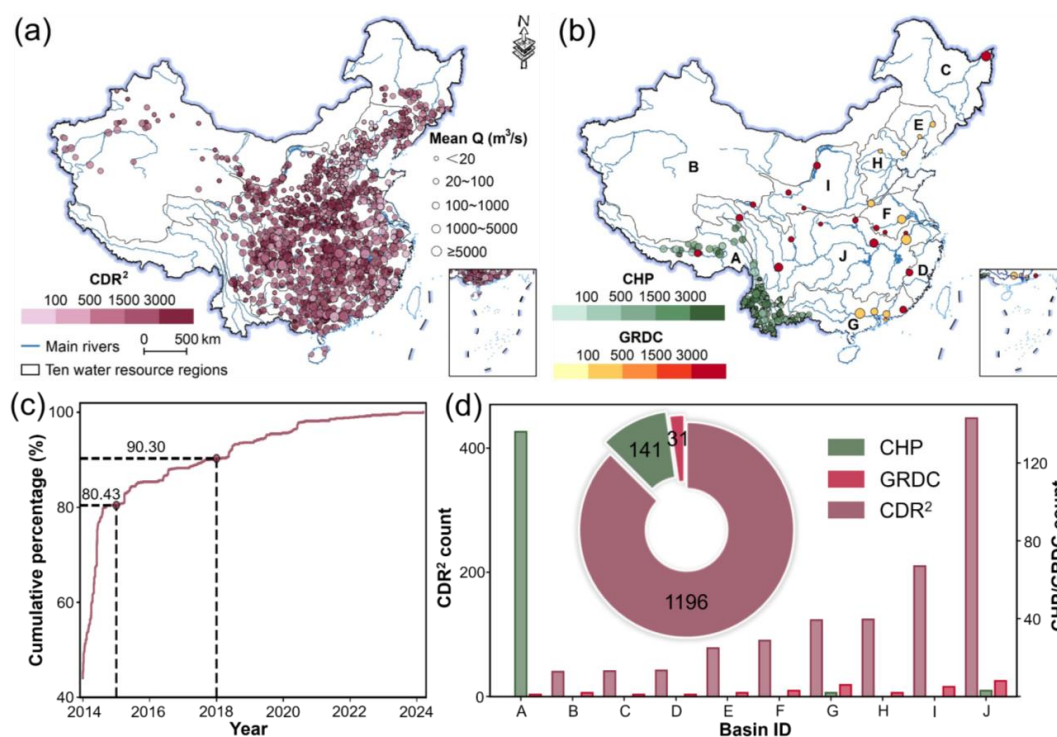 (a)
N
Mean Q (m³/s)
<20
20~100
100~1000
1000~5000
≥5000
CDR²
100 500 1500 3000
0 500 km
Main rivers
Ten water resource regions
(b)
C
E
H
B
I
F
A
J
D
G
CHP
100 500 1500 3000
GRDC
100 500 1500 3000
(c)
Cumulative percentage (%)
100
80
60
40
90.30
80.43
2014 2016 2018 2020 2022 2024
Year
(d)
CDR² count
400
200
0
141
31
1196
CHP
GRDC
CDR²
120
80
40
0
CHP/GRDC count
A B C D E F G H I J
Basin ID